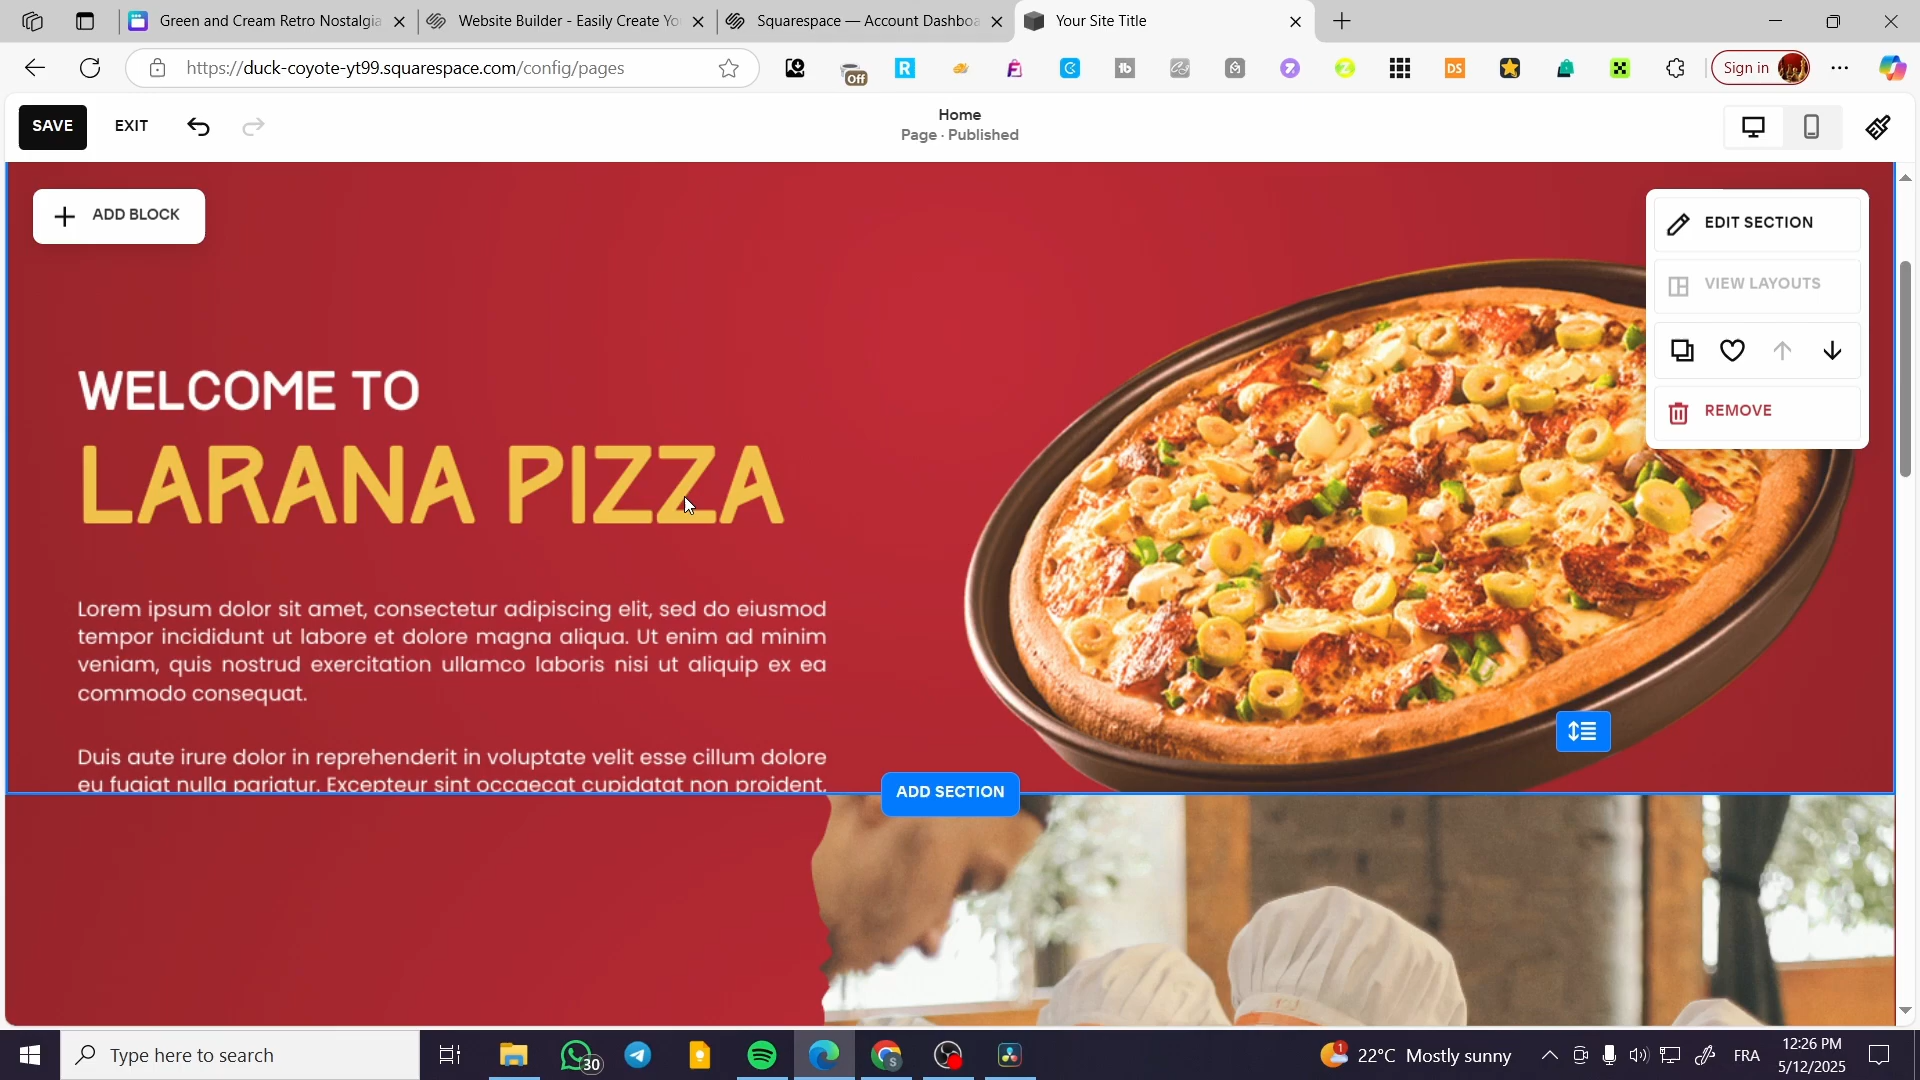 Green and Cream Retro Nostalgia
Website Builder - Easily Create Yo
Squarespace — Account Dashboa
Your Site Title
https://duck-coyote-yt99.squarespace.com/config/pages
Off
Sign in
SAVE
EXIT
Home
Page · Published
ADD BLOCK
EDIT SECTION
VIEW LAYOUTS
REMOVE
WELCOME TO
LARANA PIZZA
Lorem ipsum dolor sit amet, consectetur adipiscing elit, sed do eiusmod
tempor incididunt ut labore et dolore magna aliqua. Ut enim ad minim
veniam, quis nostrud exercitation ullamco laboris nisi ut aliquip ex ea
commodo consequat.
Duis aute irure dolor in reprehenderit in voluptate velit esse cillum dolore
eu fugiat nulla pariatur. Excepteur sint occaecat cupidatat non proident,
ADD SECTION
Type here to search
30
1
22°C Mostly sunny
FRA
12:26 PM
5/12/2025